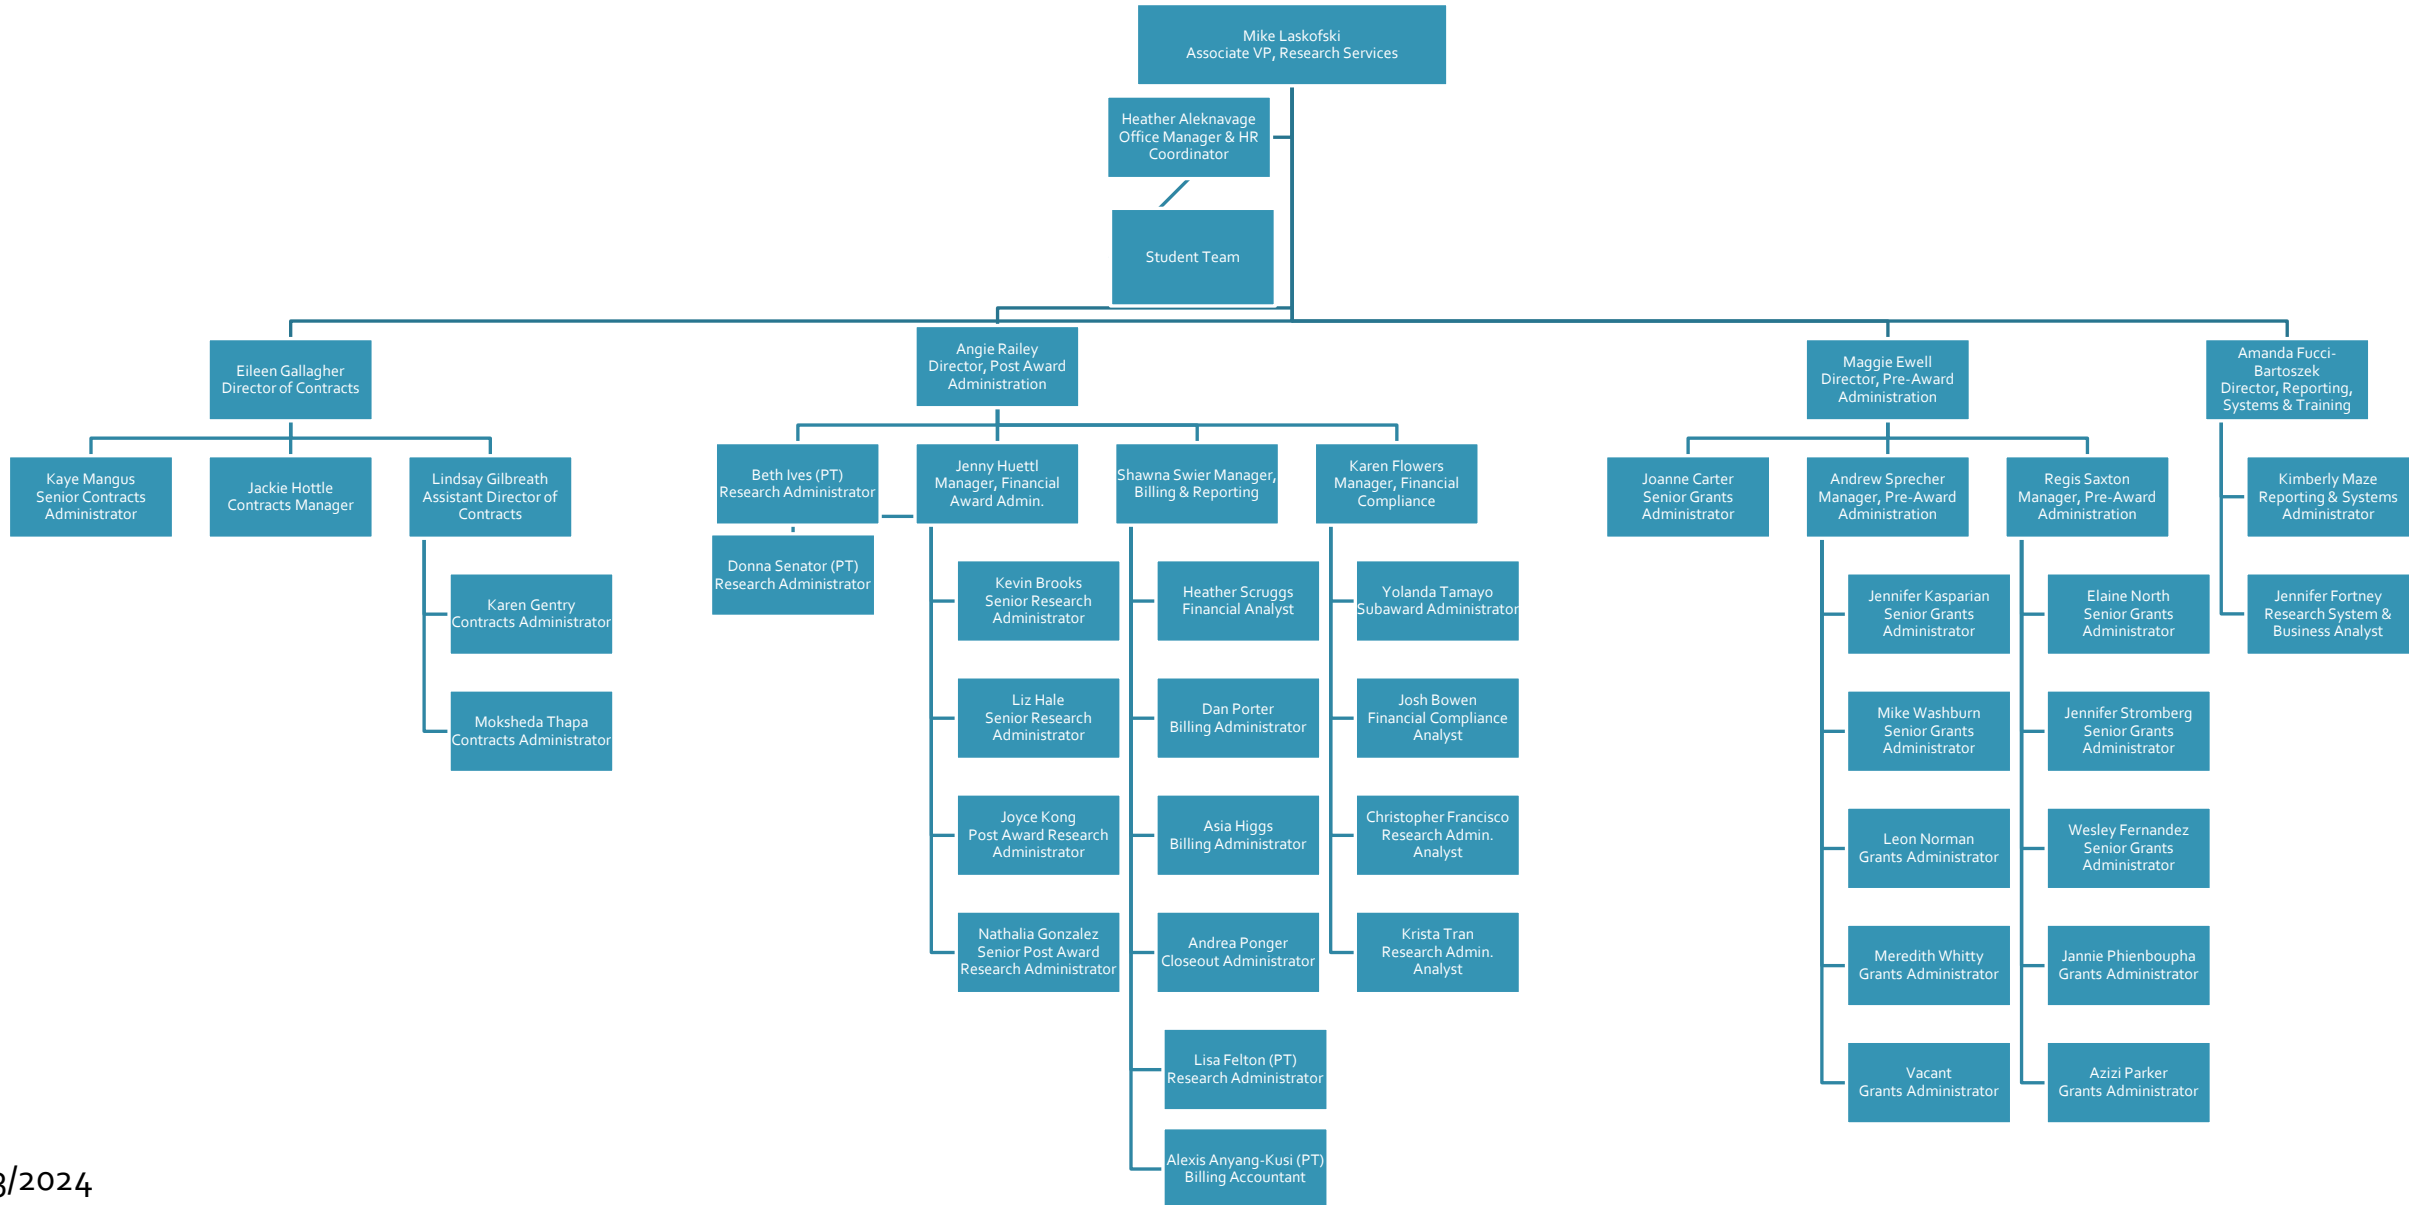 Mike Laskofski
Associate VP, Research Services
Heather Aleknavage
Office Manager & HR
Coordinator
Student Team
Eileen Gallagher
Director of Contracts
Angie Railey
Director, Post Award
Administration
Maggie Ewell
Director, Pre-Award
Administration
Amanda Fucci-
Bartoszek
Director, Reporting,
Systems & Training
Kaye Mangus
Senior Contracts
Administrator
Jackie Hottle
Contracts Manager
Lindsay Gilbreath
Assistant Director of
Contracts
Karen Gentry
Contracts Administrator
Moksheda Thapa
Contracts Administrator
Beth Ives (PT)
Research Administrator
Donna Senator (PT)
Research Administrator
Jenny Huettl
Manager, Financial
Award Admin.
Kevin Brooks
Senior Research
Administrator
Liz Hale
Senior Research
Administrator
Joyce Kong
Post Award Research
Administrator
Nathalia Gonzalez
Senior Post Award
Research Administrator
Shawna Swier Manager,
Billing & Reporting
Heather Scruggs
Financial Analyst
Dan Porter
Billing Administrator
Asia Higgs
Billing Administrator
Andrea Ponger
Closeout Administrator
Lisa Felton (PT)
Research Administrator
Alexis Anyang-Kusi (PT)
Billing Accountant
Karen Flowers
Manager, Financial
Compliance
Yolanda Tamayo
Subaward Administrator
Josh Bowen
Financial Compliance
Analyst
Christopher Francisco
Research Admin.
Analyst
Krista Tran
Research Admin.
Analyst
Joanne Carter
Senior Grants
Administrator
Andrew Sprecher
Manager, Pre-Award
Administration
Jennifer Kasparian
Senior Grants
Administrator
Mike Washburn
Senior Grants
Administrator
Leon Norman
Grants Administrator
Meredith Whitty
Grants Administrator
Vacant
Grants Administrator
Regis Saxton
Manager, Pre-Award
Administration
Elaine North
Senior Grants
Administrator
Jennifer Stromberg
Senior Grants
Administrator
Wesley Fernandez
Senior Grants
Administrator
Jannie Phienboupha
Grants Administrator
Azizi Parker
Grants Administrator
Kimberly Maze
Reporting & Systems
Administrator
Jennifer Fortney
Research System &
Business Analyst
/2024